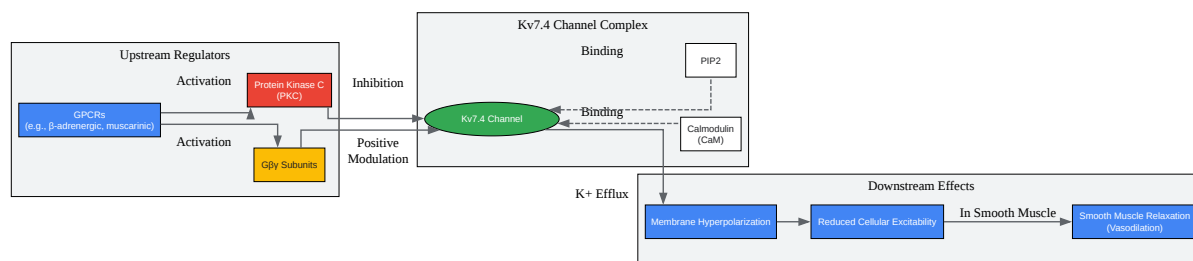 Kv7.4 Channel Complex
Binding
PIP2
Upstream Regulators
Activation
Protein Kinase C
(PKC)
Inhibition
GPCRs
(e.g., β-adrenergic, muscarinic)
Binding
Kv7.4 Channel
Calmodulin
(CaM)
Activation
Gβγ Subunits
Positive
Modulation
Downstream Effects
K+ Efflux
Membrane Hyperpolarization
Reduced Cellular Excitability
In Smooth Muscle
Smooth Muscle Relaxation
(Vasodilation)